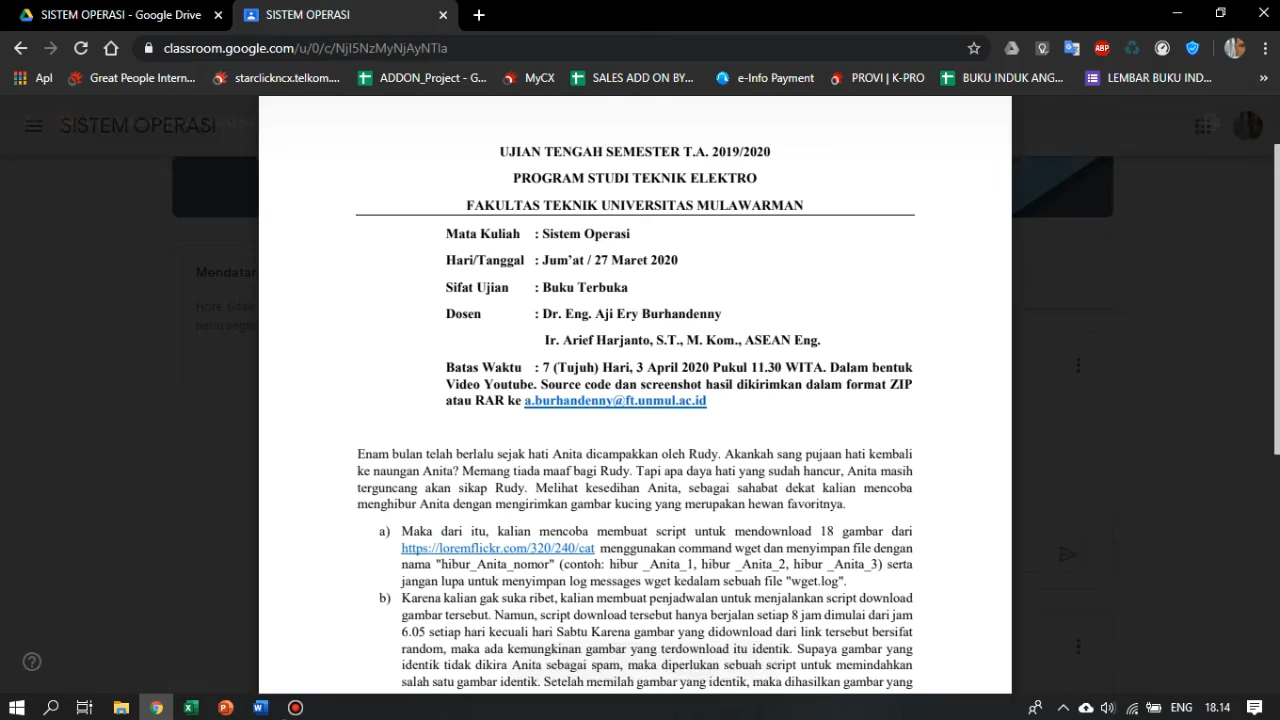 SISTEM OPERASI - Google Drive
SISTEM OPERASI
classroom.google.com/u/0/c/NjI5NzMyNjAyNTla
ABP
Apl
Great People Intern...
starclickncx.telkom....
ADDON_Project - G...
MyCX
SALES ADD ON BY...
e-Info Payment
PROVI | K-PRO
BUKU INDUK ANG...
LEMBAR BUKU IND...
»
SISTEM OPERASI
UJIAN TENGAH SEMESTER T.A. 2019/2020
PROGRAM STUDI TEKNIK ELEKTRO
FAKULTAS TEKNIK UNIVERSITAS MULAWARMAN
Mata Kuliah : Sistem Operasi
Hari/Tanggal : Jum'at / 27 Maret 2020
Sifat Ujian : Buku Terbuka
Dosen : Dr. Eng. Aji Ery Burhandenny
Ir. Arief Harjanto, S.T., M. Kom., ASEAN Eng.
Batas Waktu : 7 (Tujuh) Hari, 3 April 2020 Pukul 11.30 WITA. Dalam bentuk
Video Youtube. Source code dan screenshot hasil dikirimkan dalam format ZIP
atau RAR ke a.burhandenny@ft.unmul.ac.id
Mendatar
Hore, tidak
perlu sege
Enam bulan telah berlalu sejak hati Anita dicampakkan oleh Rudy. Akankah sang pujaan hati kembali
ke naungan Anita? Memang tiada maaf bagi Rudy. Tapi apa daya hati yang sudah hancur, Anita masih
terguncang akan sikap Rudy. Melihat kesedihan Anita, sebagai sahabat dekat kalian mencoba
menghibur Anita dengan mengirimkan gambar kucing yang merupakan hewan favoritnya.
a) Maka dari itu, kalian mencoba membuat script untuk mendownload 18 gambar dari
https://loremflickr.com/320/240/cat menggunakan command wget dan menyimpan file dengan
nama "hibur_Anita_nomor" (contoh: hibur _Anita_1, hibur _Anita_2, hibur _Anita_3) serta
jangan lupa untuk menyimpan log messages wget kedalam sebuah file "wget.log".
b) Karena kalian gak suka ribet, kalian membuat penjadwalan untuk menjalankan script download
gambar tersebut. Namun, script download tersebut hanya berjalan setiap 8 jam dimulai dari jam
6.05 setiap hari kecuali hari Sabtu Karena gambar yang didownload dari link tersebut bersifat
random, maka ada kemungkinan gambar yang terdownload itu identik. Supaya gambar yang
identik tidak dikira Anita sebagai spam, maka diperlukan sebuah script untuk memindahkan
salah satu gambar identik. Setelah memilah gambar yang identik, maka dihasilkan gambar yang
ENG
18.14